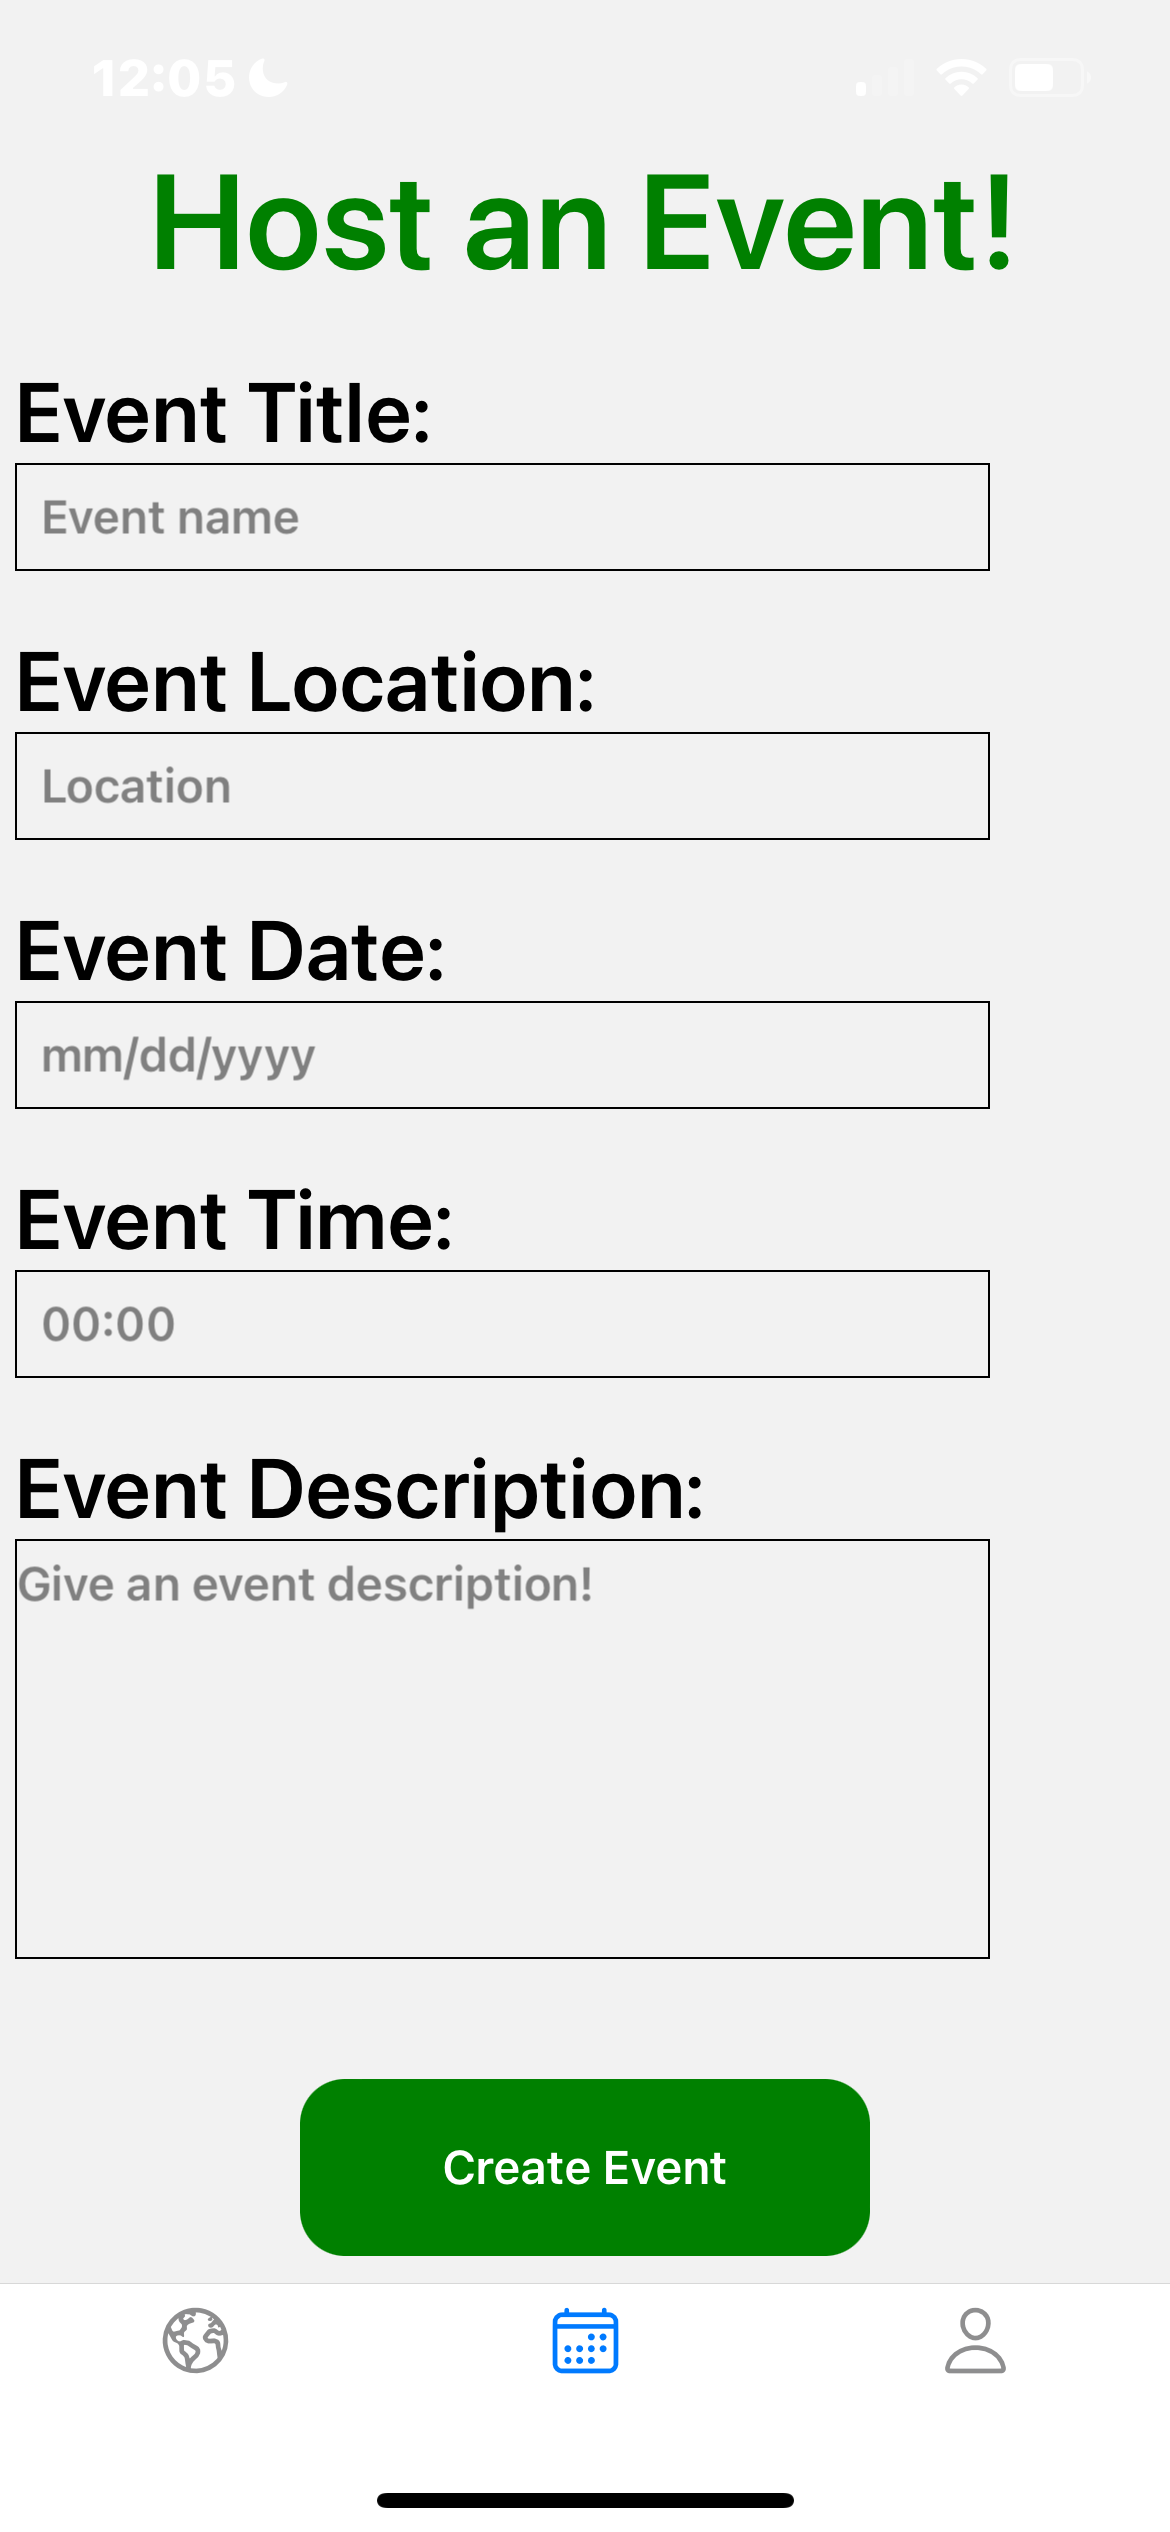 12:05
Host an Event!
Event Title:
Event name
Event Location:
Location
Event Date:
mm/dd/yyyy
Event Time:
00:00
Event Description:
Give an event description!
Create Event